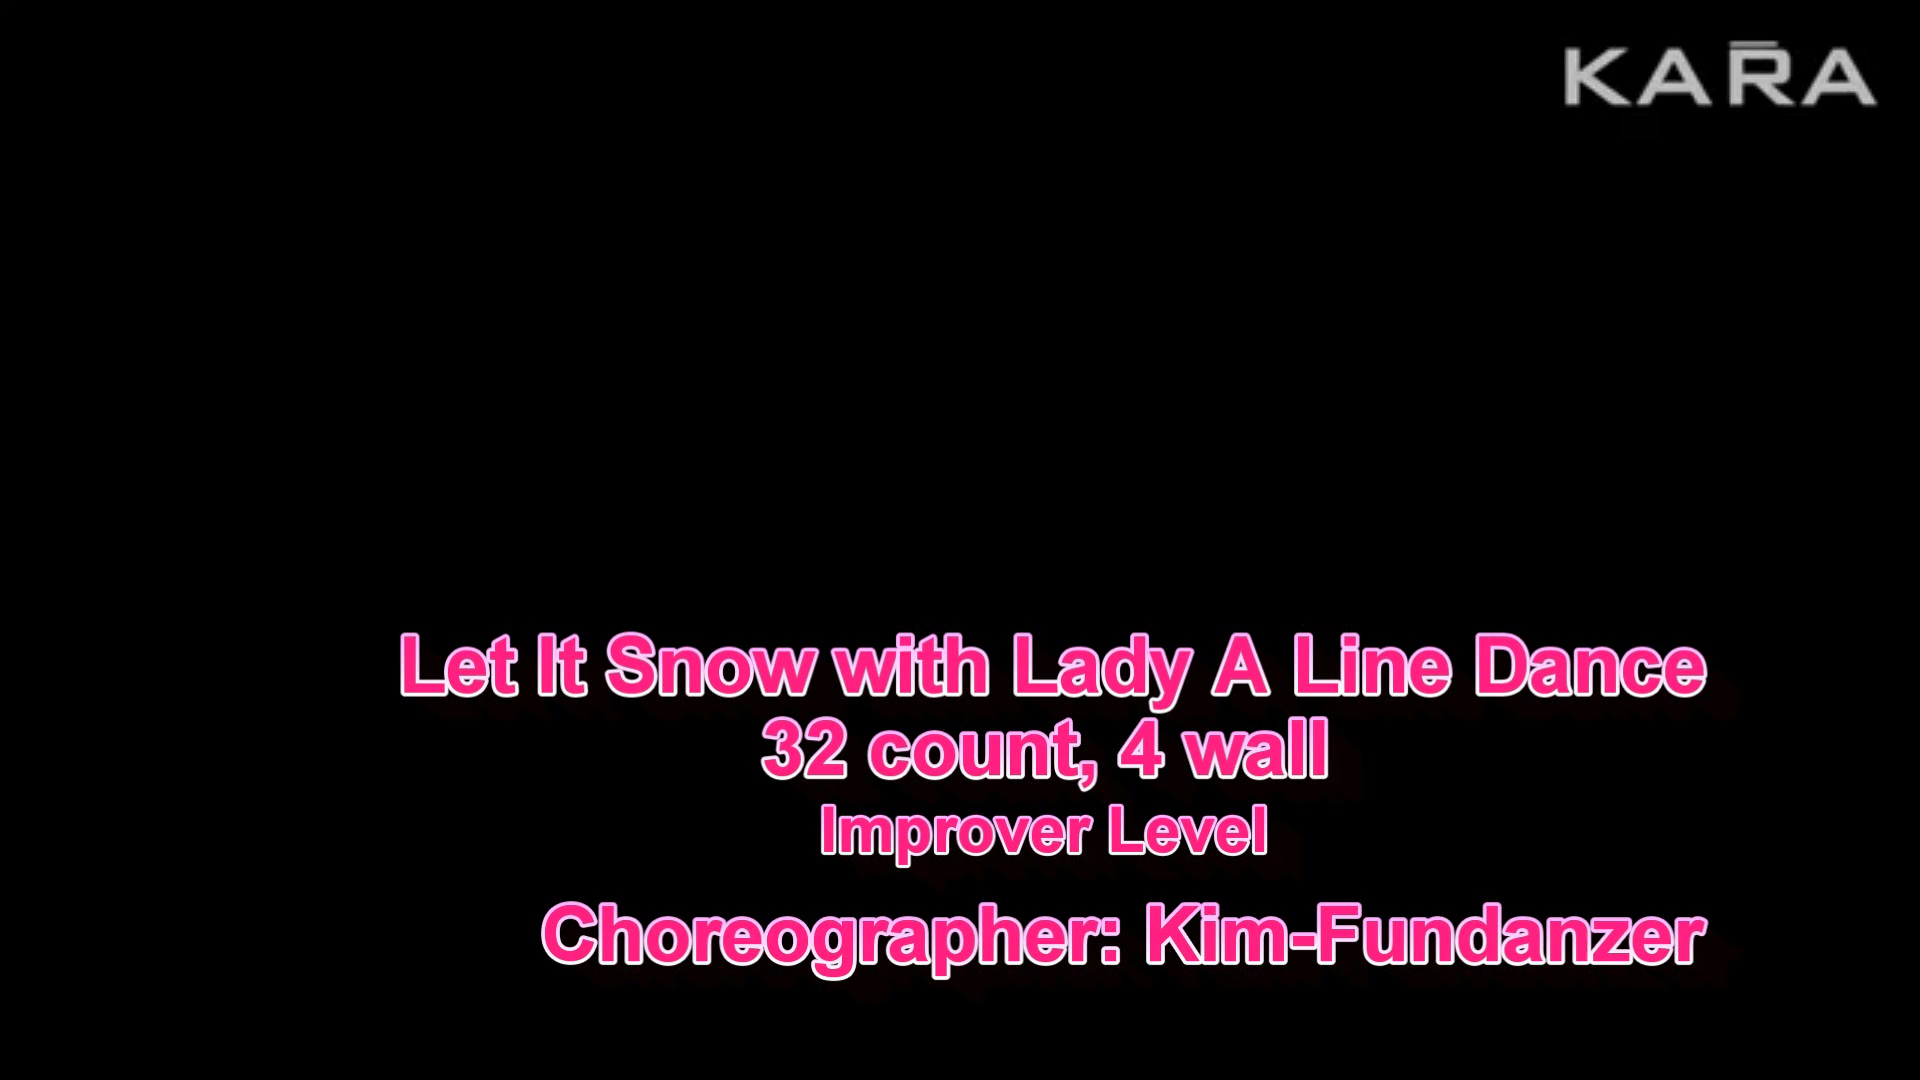 KARA
Let It Snow with Lady A Line Dance
32 count, 4 wall
Improver Level
Choreographer: Kim-Fundanzer